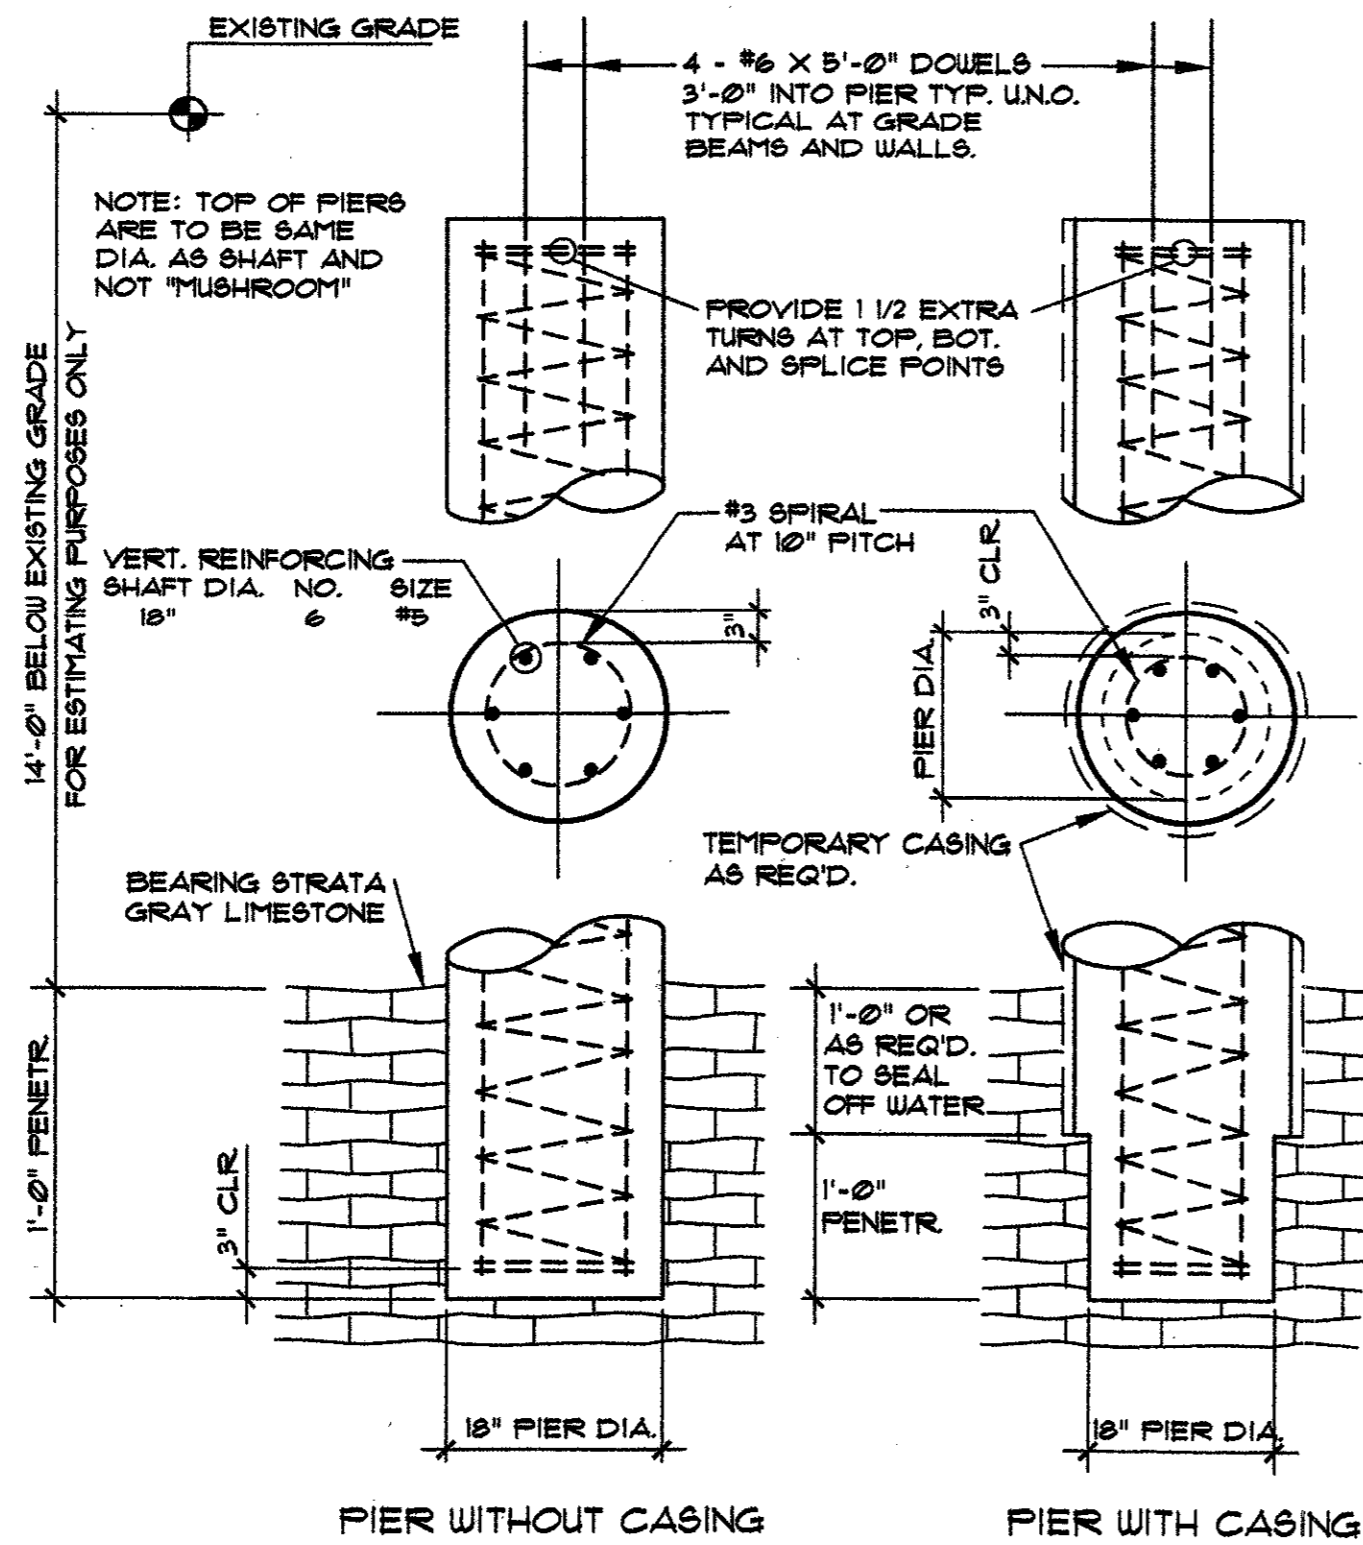 EXISTING GRADE
4 - #6 X 5'-0" DOWELS
3'-0" INTO PIER TYP. U.N.O.
TYPICAL AT GRADE
BEAMS AND WALLS.
NOTE: TOP OF PIERS
ARE TO BE SAME
DIA. AS SHAFT AND
NOT "MUSHROOM"
PROVIDE 1 1/2 EXTRA
TURNS AT TOP, BOT.
AND SPLICE POINTS
14'-0" BELOW EXISTING GRADE
FOR ESTIMATING PURPOSES ONLY
#3 SPIRAL
AT 10" PITCH
VERT. REINFORCING
SHAFT DIA. NO. SIZE
18" 6 #5
3"
3" CLR
PIER DIA.
TEMPORARY CASING
AS REQ'D.
BEARING STRATA
GRAY LIMESTONE
1'-0" PENETR.
3" CLR
1'-0" OR
AS REQ'D.
TO SEAL
OFF WATER
1'-0"
PENETR.
18" PIER DIA.
18" PIER DIA.
PIER WITHOUT CASING
PIER WITH CASING